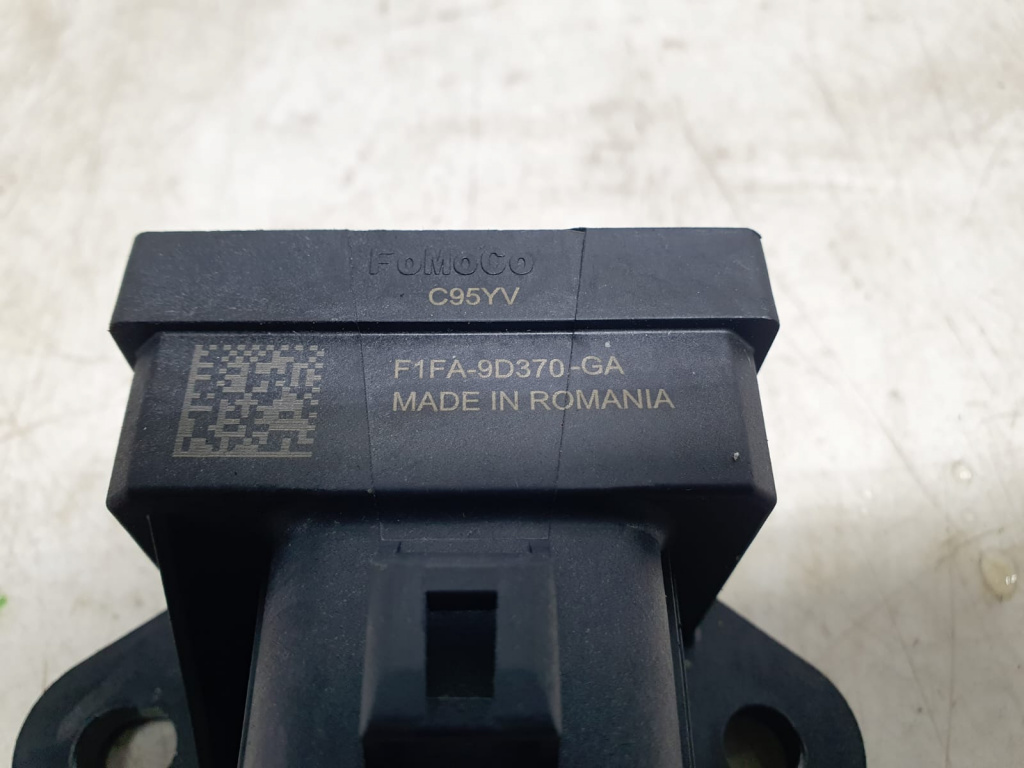 FoMoCo
C95YV
F1FA-9D370-GA
MADE IN ROMANIA